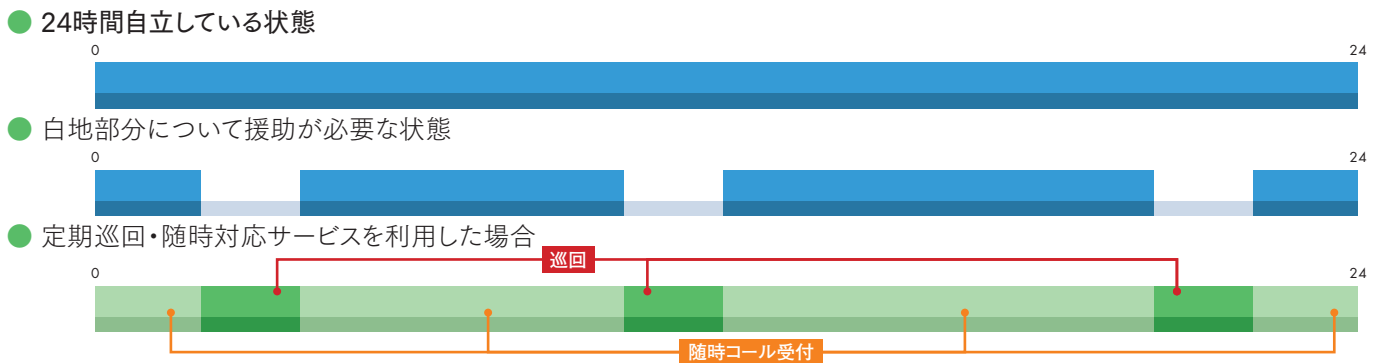 24時間自立している状態
0 24
白地部分について援助が必要な状態
0 24
定期巡回・随時対応サービスを利用した場合
巡回
0 24
随時コール受付